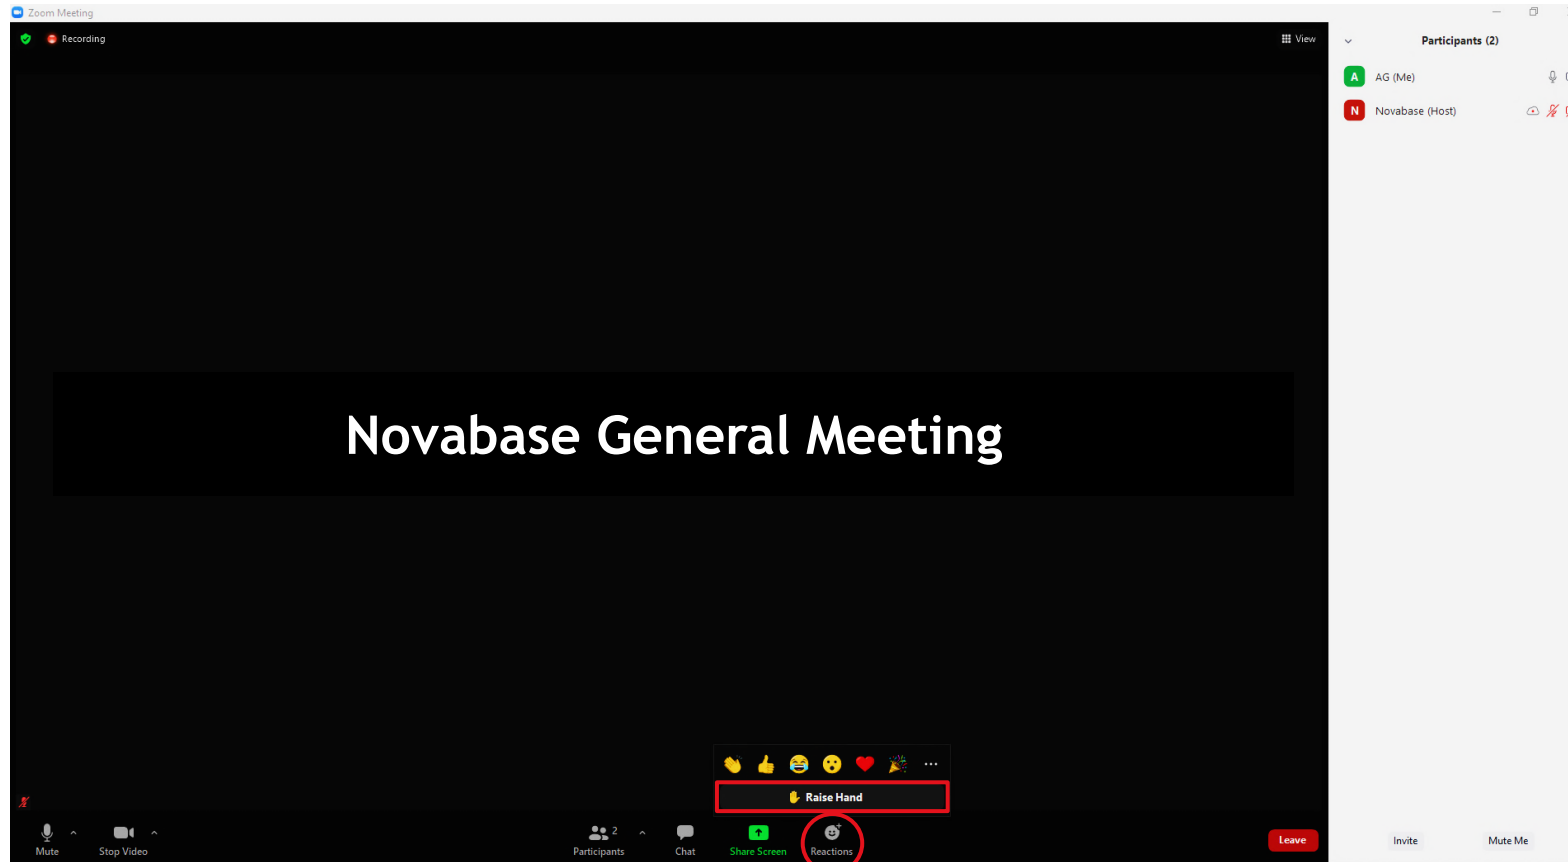 Zoom Meeting
Recording
View
Participants (2)
A AG (Me)
N Novabase (Host)
Novabase General Meeting
Raise Hand
2
Mute
Stop Video
Participants
Chat
Share Screen
Reactions
Leave
Invite
Mute Me